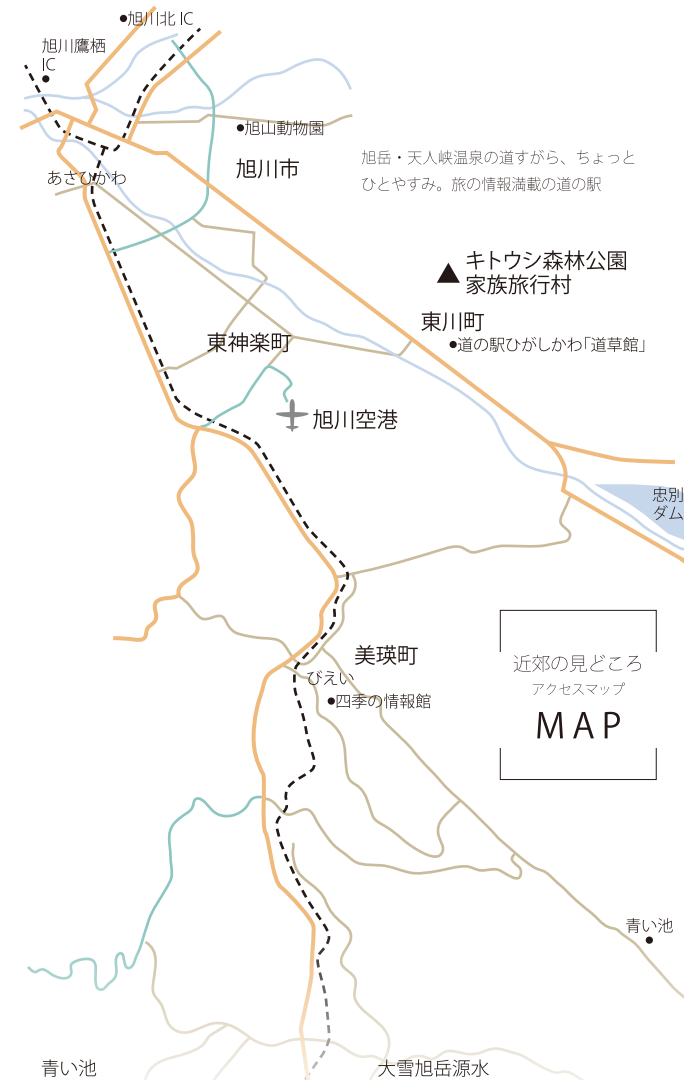 旭川北 IC
旭川鷹栖
IC
旭山動物園
旭川市
旭岳・天人峡温泉の道すがら、ちょっと
ひとやすみ。旅の情報満載の道の駅
あさひかわ
キトウシ森林公園
家族旅行村
東川町
東神楽町
道の駅ひがしかわ「道草館」
旭川空港
忠別
ダム
美瑛町
近郊の見どころ
びえい
アクセスマップ
四季の情報館
MAP
青い池
青い池
大雪旭岳源水